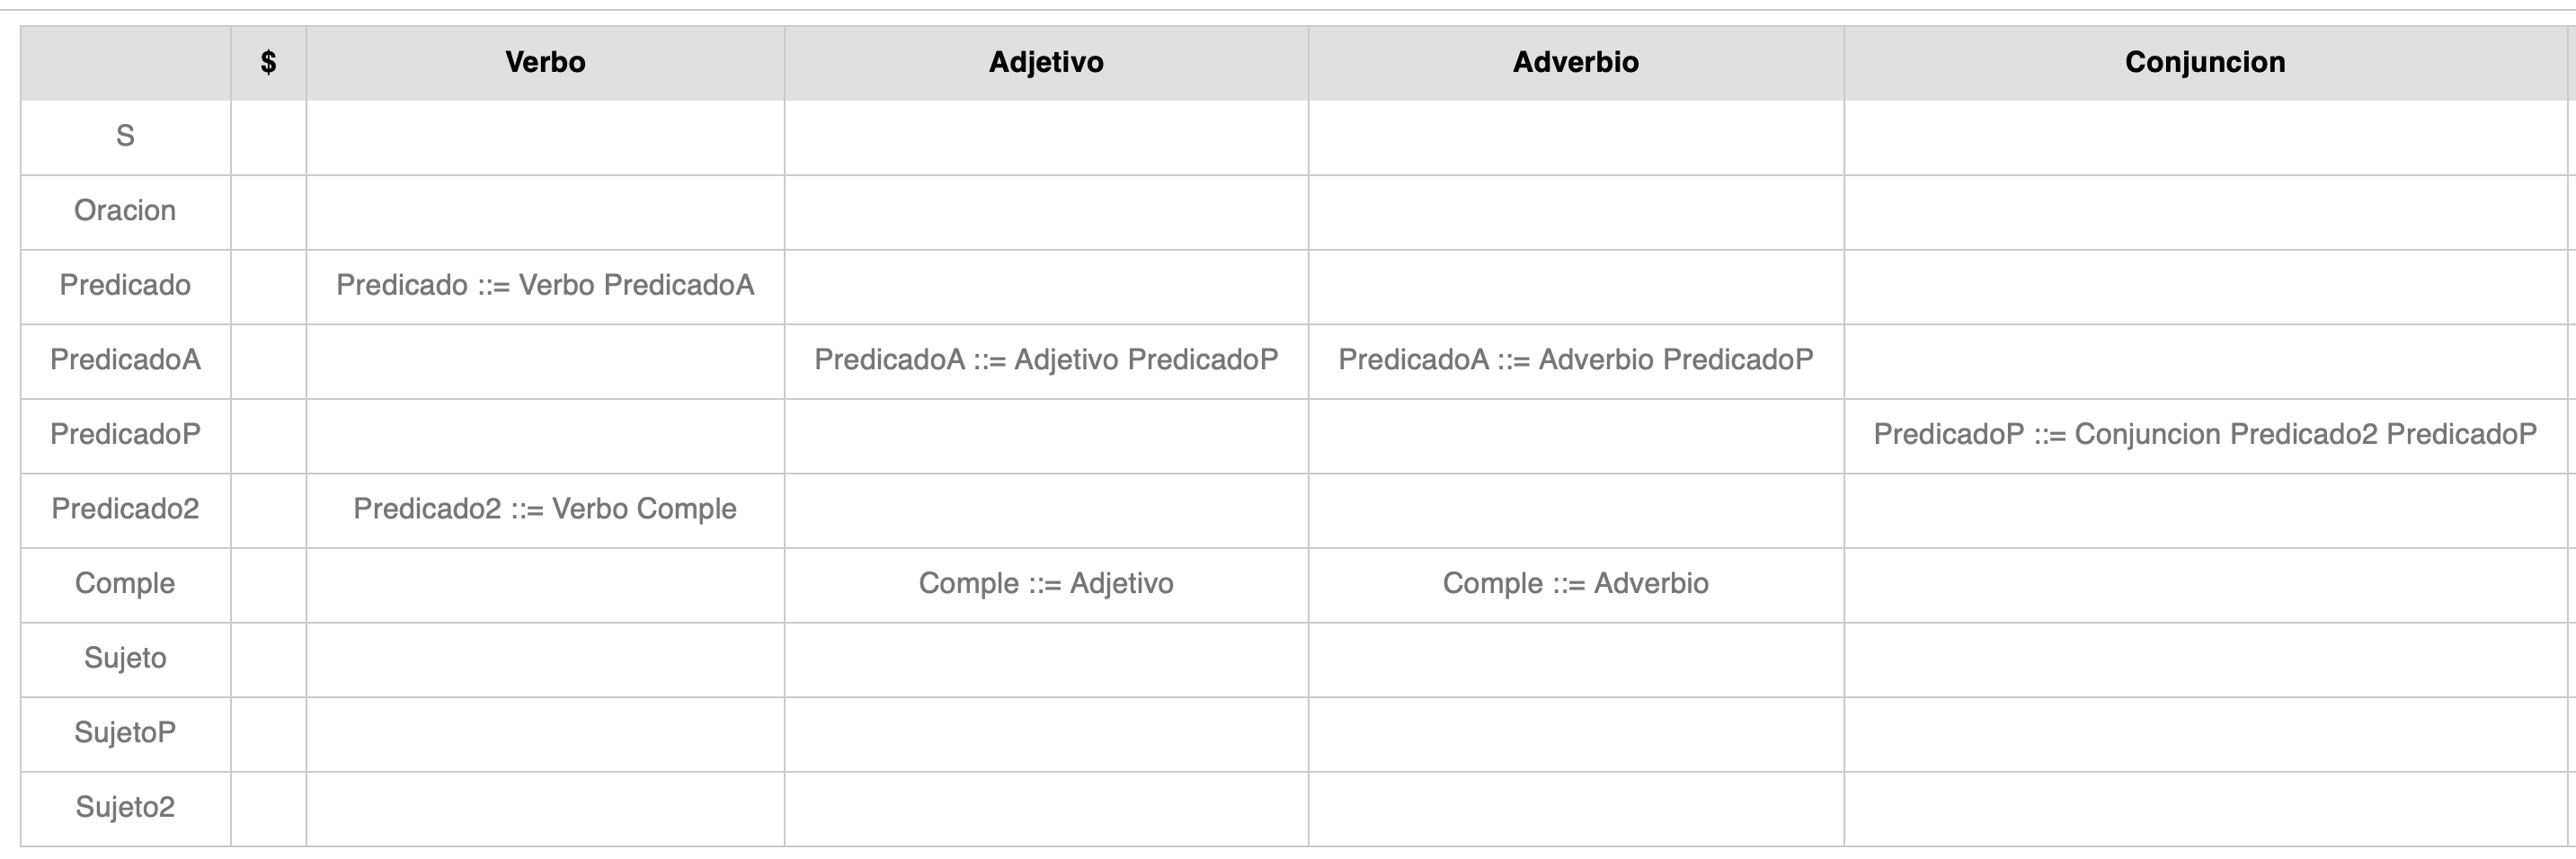 $ Verbo Adjetivo Adverbio Conjuncion
S
Oracion
Predicado Predicado ::= Verbo PredicadoA
PredicadoA PredicadoA ::= Adjetivo PredicadoP PredicadoA ::= Adverbio PredicadoP
PredicadoP PredicadoP ::= Conjuncion Predicado2 PredicadoP
Predicado2 Predicado2 ::= Verbo Comple
Comple Comple ::= Adjetivo Comple ::= Adverbio
Sujeto
SujetoP
Sujeto2